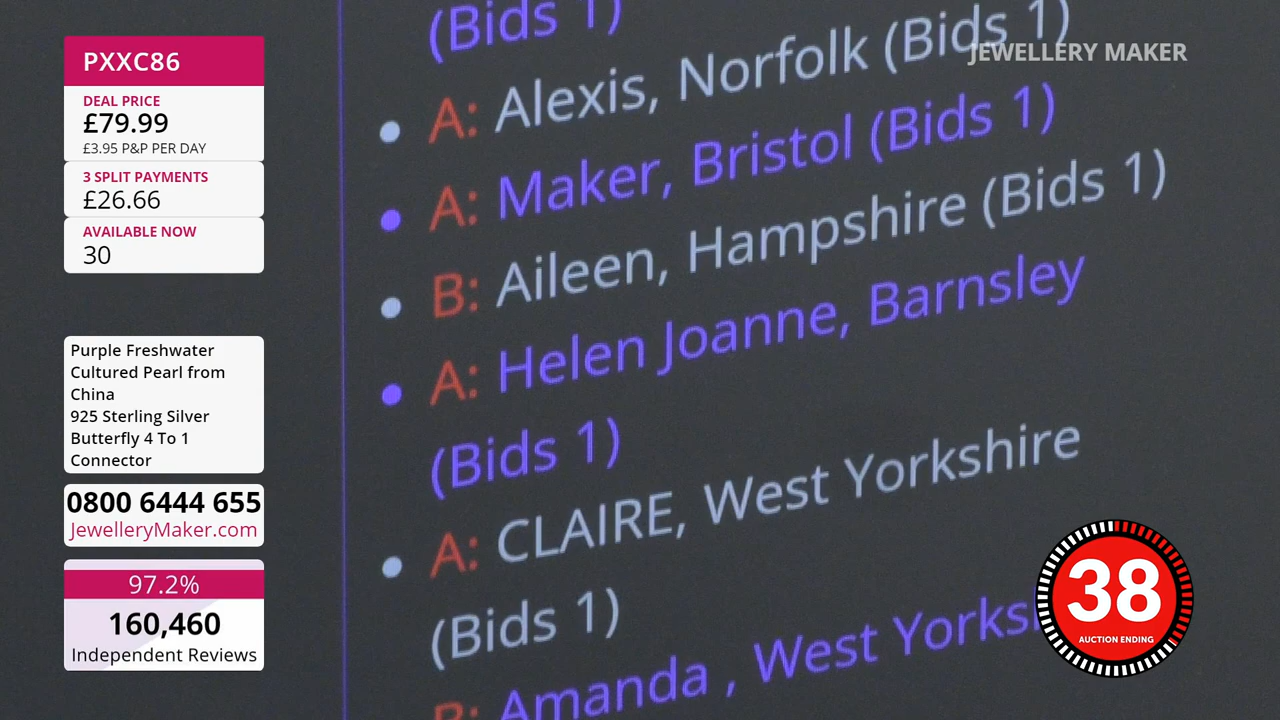 PXXC86
DEAL PRICE
£79.99
£3.95 P&P PER DAY
3 SPLIT PAYMENTS
£26.66
AVAILABLE NOW
30
Purple Freshwater
Cultured Pearl from
China
925 Sterling Silver
Butterfly 4 To 1
Connector
0800 6444 655
JewelleryMaker.com
97.2%
160,460
Independent Reviews
JEWELLERY MAKER
(Bids 1)
• A: Alexis, Norfolk (Bids 1)
• A: Maker, Bristol (Bids 1)
• B: Aileen, Hampshire (Bids 1)
• A: Helen Joanne, Barnsley
(Bids 1)
• A: CLAIRE, West Yorkshire
(Bids 1)
B: Amanda , West
38
AUCTION ENDING